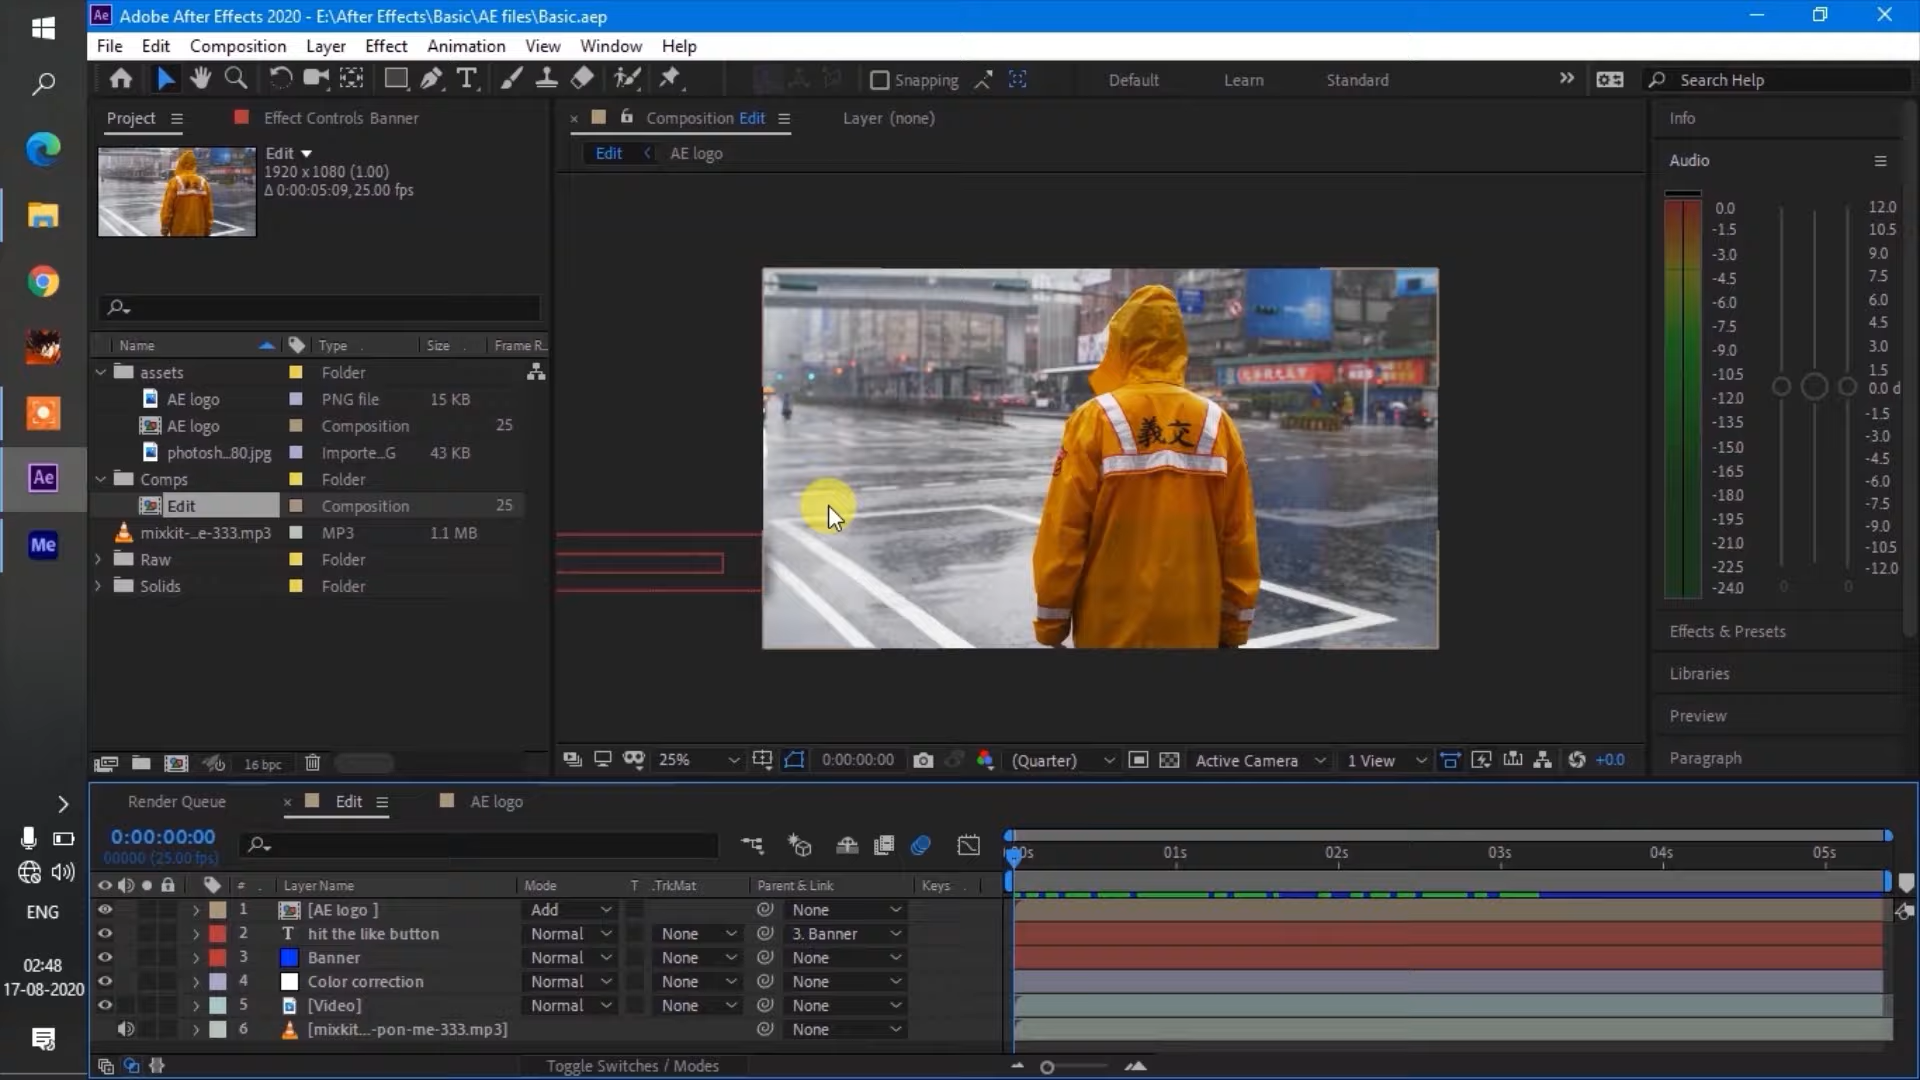 Adobe After Effects 2020 - E:\After Effects\Basic\AE files\Basic.aep
File Edit Composition Layer Effect Animation View Window Help
Snapping Default Learn Standard Search Help
Project Effect Controls Banner
Edit
1920 x 1080 (1.00)
Δ 0:00:05:09, 25.00 fps
Name Type Size Frame R...
assets Folder
AE logo PNG file 15 KB
AE logo Composition 25
photosh...80.jpg Importe...G 43 KB
Comps Folder
Edit Composition 25
mixkit-...e-333.mp3 MP3 1.1 MB
Raw Folder
Solids Folder
16 bpc
Composition Edit Layer (none)
Edit AE logo
義交
25% 0:00:00:00 (Quarter) Active Camera 1 View +0.0
Info
Audio
0.0
-1.5
-3.0
-4.5
-6.0
-7.5
-9.0
-10.5
-12.0
-13.5
-15.0
-16.5
-18.0
-19.5
-21.0
-22.5
-24.0
12.0
10.5
9.0
7.5
6.0
4.5
3.0
1.5
0.0 d
-1.5
-3.0
-4.5
-6.0
-7.5
-9.0
-10.5
-12.0
0 0
Effects & Presets
Libraries
Preview
Paragraph
Render Queue Edit AE logo
0:00:00:00
00000 (25.00 fps)
01s 02s 03s 04s 05s
# Layer Name Mode T .TrkMat Parent & Link Keys
1 [AE logo ] Add None
2 T hit the like button Normal None 3. Banner
3 Banner Normal None None
4 Color correction Normal None None
5 [Video] Normal None None
6 [mixkit...-pon-me-333.mp3] None
Toggle Switches / Modes
Ae
Me
ENG
02:48
17-08-2020